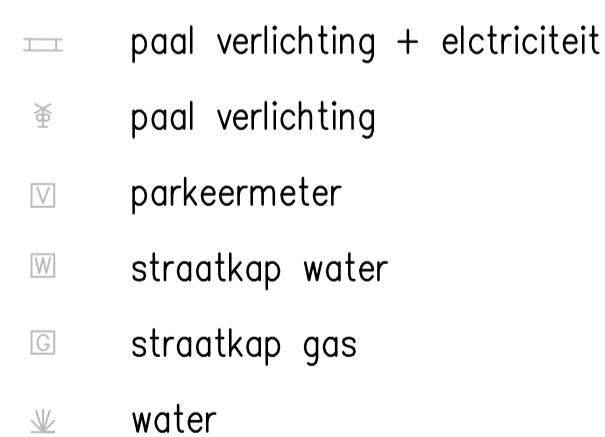 paal verlichting + elctriciteit
paal verlichting
V parkeermeter
W straatkap water
G straatkap gas
water